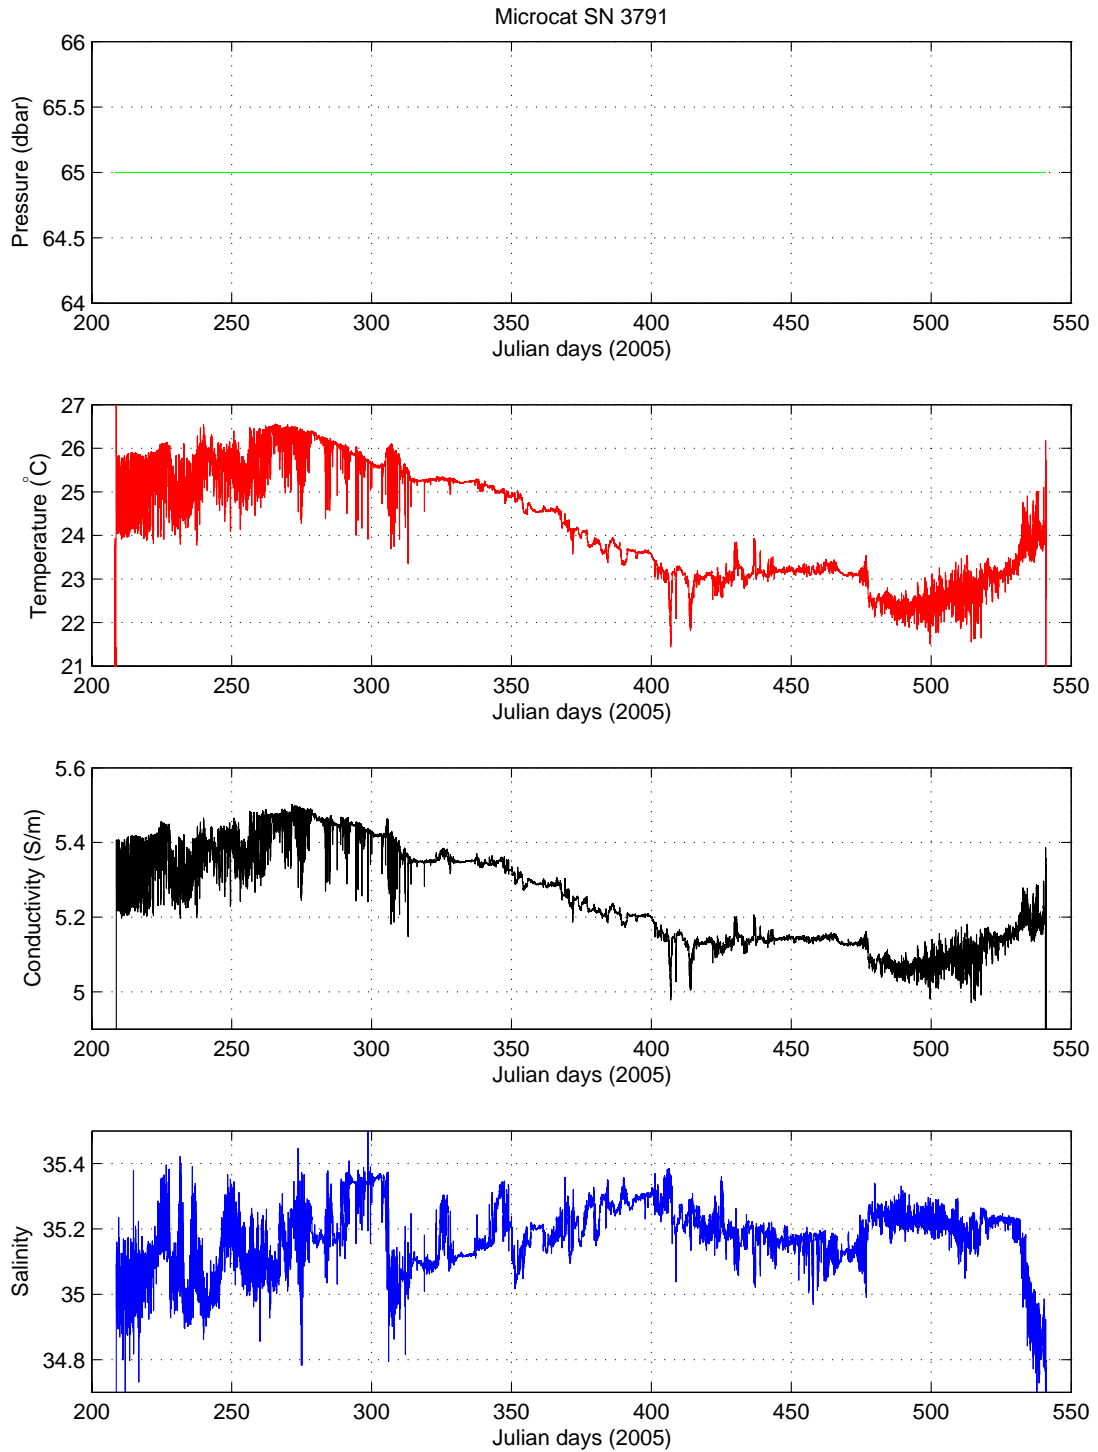 Microcat SN 3791
66
65.5
65
64.5
64
Pressure (dbar)
200 250 300 350 400 450 500 550
Julian days (2005)
27
26
25
24
23
22
21
Temperature (°C)
200 250 300 350 400 450 500 550
Julian days (2005)
5.6
5.4
5.2
5
Conductivity (S/m)
200 250 300 350 400 450 500 550
Julian days (2005)
35.4
35.2
35
34.8
Salinity
200 250 300 350 400 450 500 550
Julian days (2005)